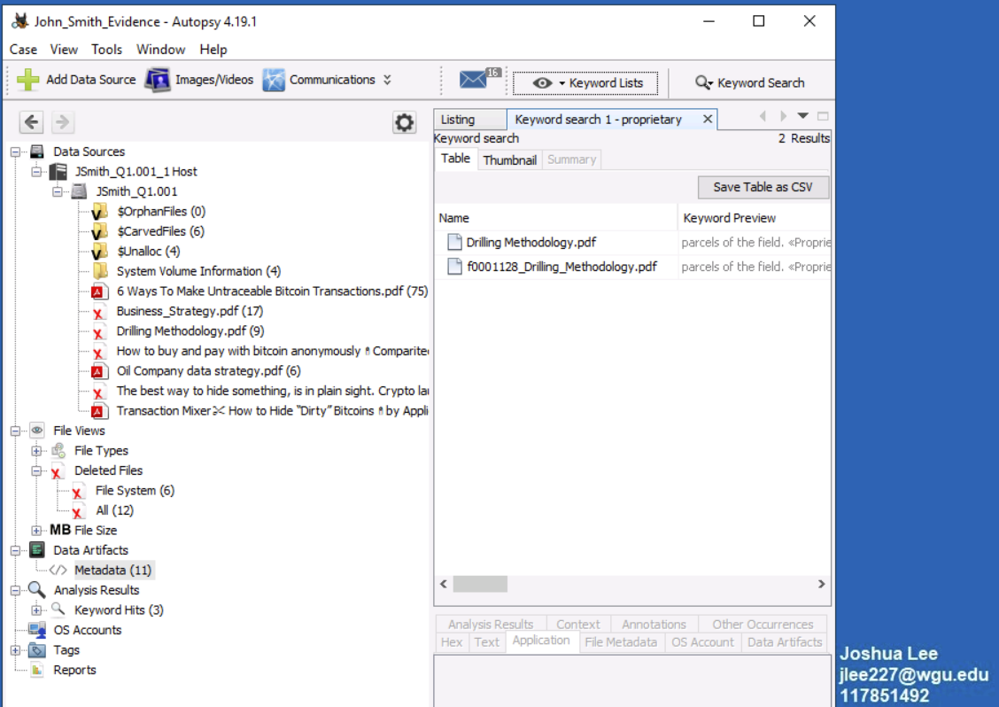 John_Smith_Evidence - Autopsy 4.19.1
Case View Tools Window Help
Add Data Source Images/Videos Communications 16 Keyword Lists Keyword Search
Data Sources
JSmith_Q1.001_1 Host
JSmith_Q1.001
$OrphanFiles (0)
$CarvedFiles (6)
$Unalloc (4)
System Volume Information (4)
6 Ways To Make Untraceable Bitcoin Transactions.pdf (75)
Business_Strategy.pdf (17)
Drilling Methodology.pdf (9)
How to buy and pay with bitcoin anonymously Comparite
Oil Company data strategy.pdf (6)
The best way to hide something, is in plain sight. Crypto la
Transaction Mixer How to Hide "Dirty" Bitcoins by Appli
File Views
File Types
Deleted Files
File System (6)
All (12)
MB File Size
Data Artifacts
Metadata (11)
Analysis Results
Keyword Hits (3)
OS Accounts
Tags
Reports
Listing Keyword search 1 - proprietary
Keyword search 2 Results
Table Thumbnail Summary
Save Table as CSV
Name Keyword Preview
Drilling Methodology.pdf parcels of the field. «Proprie
f0001128_Drilling_Methodology.pdf parcels of the field. «Proprie
Analysis Results Context Annotations Other Occurrences
Hex Text Application File Metadata OS Account Data Artifacts
Joshua Lee
jlee227@wgu.edu
117851492